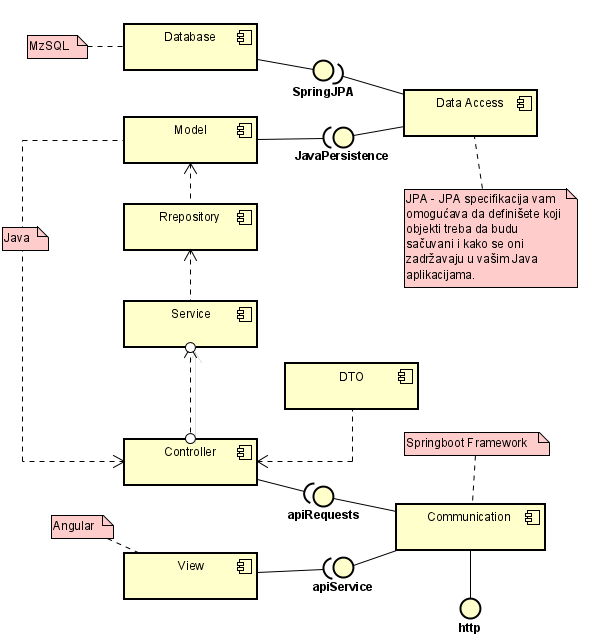 Database
MzSQL
SpringJPA
Data Access
Model
JavaPersistence
JPA - JPA specifikacija vam
omogućava da definišete koji
objekti treba da budu
sačuvani i kako se oni
zadržavaju u vašim Java
aplikacijama.
Rrepository
Java
Service
DTO
Springboot Framework
Controller
apiRequests
Communication
Angular
View
apiService
http